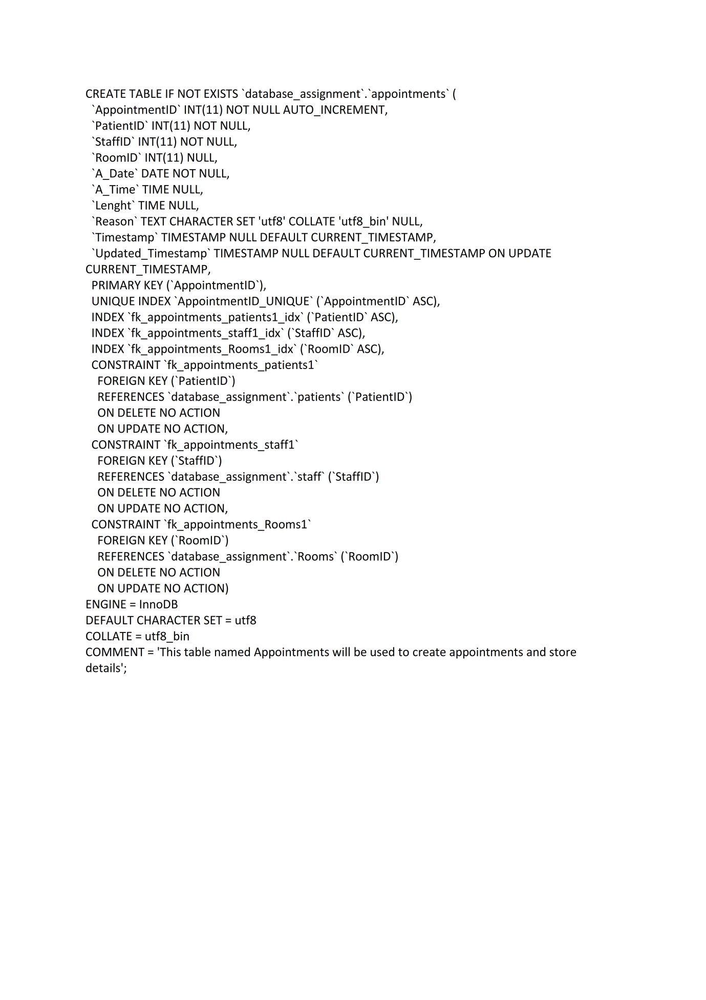 CREATE TABLE IF NOT EXISTS `database_assignment`.`appointments` (
  `AppointmentID` INT(11) NOT NULL AUTO_INCREMENT,
  `PatientID` INT(11) NOT NULL,
  `StaffID` INT(11) NOT NULL,
  `RoomID` INT(11) NULL,
  `A_Date` DATE NOT NULL,
  `A_Time` TIME NULL,
  `Lenght` TIME NULL,
  `Reason` TEXT CHARACTER SET 'utf8' COLLATE 'utf8_bin' NULL,
  `Timestamp` TIMESTAMP NULL DEFAULT CURRENT_TIMESTAMP,
  `Updated_Timestamp` TIMESTAMP NULL DEFAULT CURRENT_TIMESTAMP ON UPDATE
CURRENT_TIMESTAMP,
  PRIMARY KEY (`AppointmentID`),
  UNIQUE INDEX `AppointmentID_UNIQUE` (`AppointmentID` ASC),
  INDEX `fk_appointments_patients1_idx` (`PatientID` ASC),
  INDEX `fk_appointments_staff1_idx` (`StaffID` ASC),
  INDEX `fk_appointments_Rooms1_idx` (`RoomID` ASC),
  CONSTRAINT `fk_appointments_patients1`
    FOREIGN KEY (`PatientID`)
    REFERENCES `database_assignment`.`patients` (`PatientID`)
    ON DELETE NO ACTION
    ON UPDATE NO ACTION,
  CONSTRAINT `fk_appointments_staff1`
    FOREIGN KEY (`StaffID`)
    REFERENCES `database_assignment`.`staff` (`StaffID`)
    ON DELETE NO ACTION
    ON UPDATE NO ACTION,
  CONSTRAINT `fk_appointments_Rooms1`
    FOREIGN KEY (`RoomID`)
    REFERENCES `database_assignment`.`Rooms` (`RoomID`)
    ON DELETE NO ACTION
    ON UPDATE NO ACTION)
ENGINE = InnoDB
DEFAULT CHARACTER SET = utf8
COLLATE = utf8_bin
COMMENT = 'This table named Appointments will be used to create appointments and store
details';